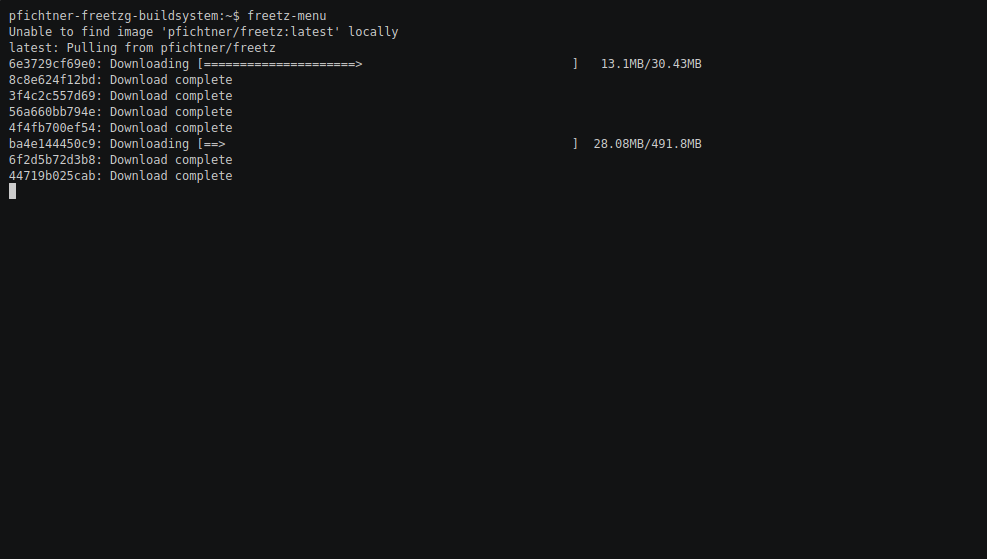 pfichtner-freetzg-buildsystem:~$ freetz-menu
Unable to find image 'pfichtner/freetz:latest' locally
latest: Pulling from pfichtner/freetz
6e3729cf69e0: Downloading [=====================>                             ]   13.1MB/30.43MB
8c8e624f12bd: Download complete
3f4c2c557d69: Download complete
56a660bb794e: Download complete
4f4fb700ef54: Download complete
ba4e144450c9: Downloading [==>                                                ]  28.08MB/491.8MB
6f2d5b72d3b8: Download complete
44719b025cab: Download complete